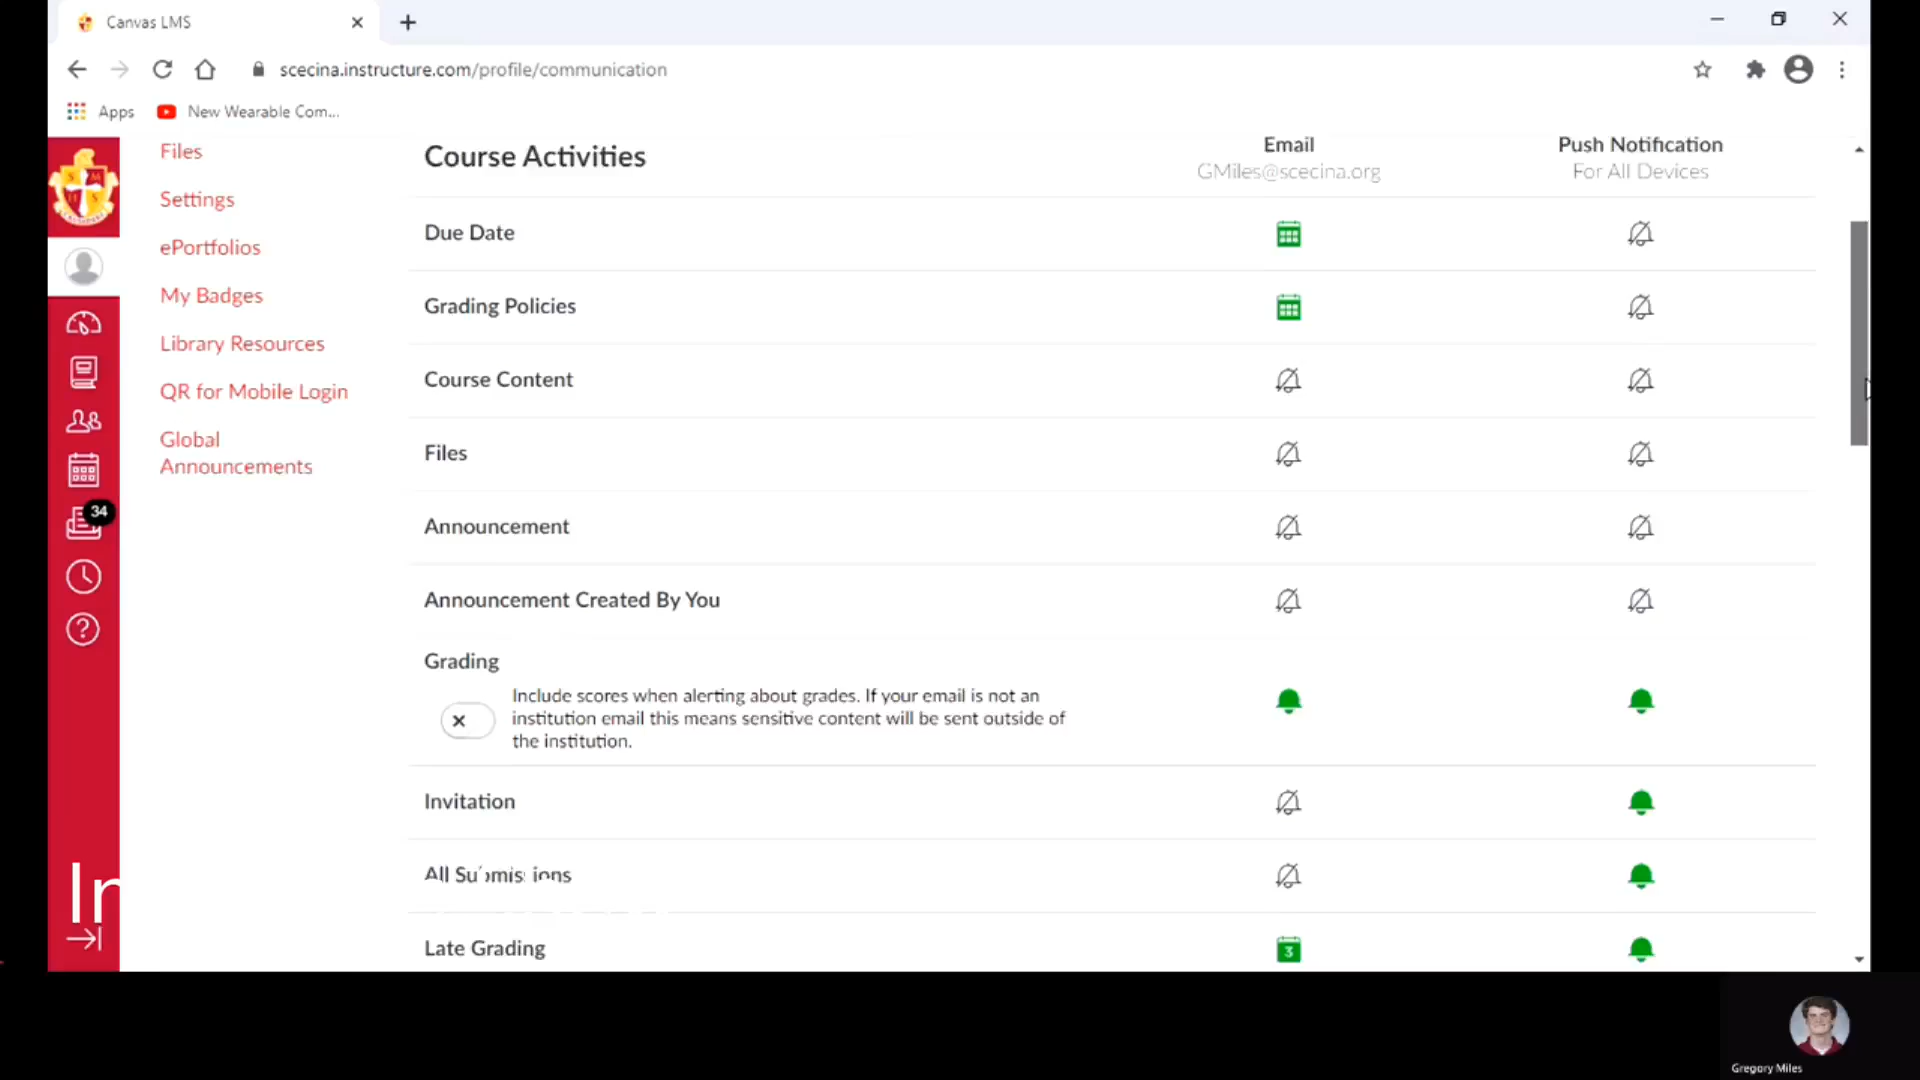 Canvas LMS
scecina.instructure.com/profile/communication
Apps
New Wearable Com...
Files
Settings
ePortfolios
My Badges
Library Resources
QR for Mobile Login
Global
Announcements
34
Course Activities
Email
GMiles@scecina.org
Push Notification
For All Devices
Due Date
Grading Policies
Course Content
Files
Announcement
Announcement Created By You
Grading
Include scores when alerting about grades. If your email is not an
institution email this means sensitive content will be sent outside of
the institution.
Invitation
All Submissions
Late Grading
3
In
Gregory Miles